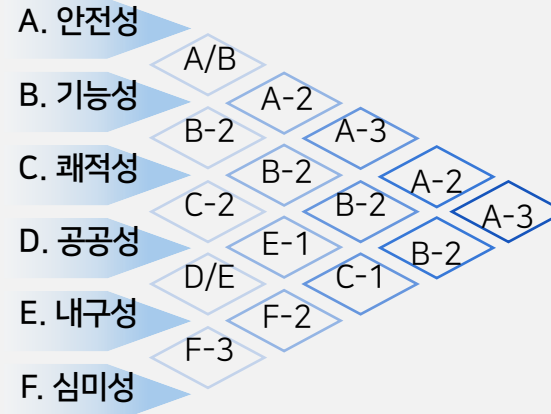 A. 안전성
A/B
B. 기능성
A-2
B-2
A-3
C. 쾌적성
B-2
A-2
C-2
B-2
A-3
D. 공공성
E-1
B-2
D/E
C-1
E. 내구성
F-2
F-3
F. 심미성